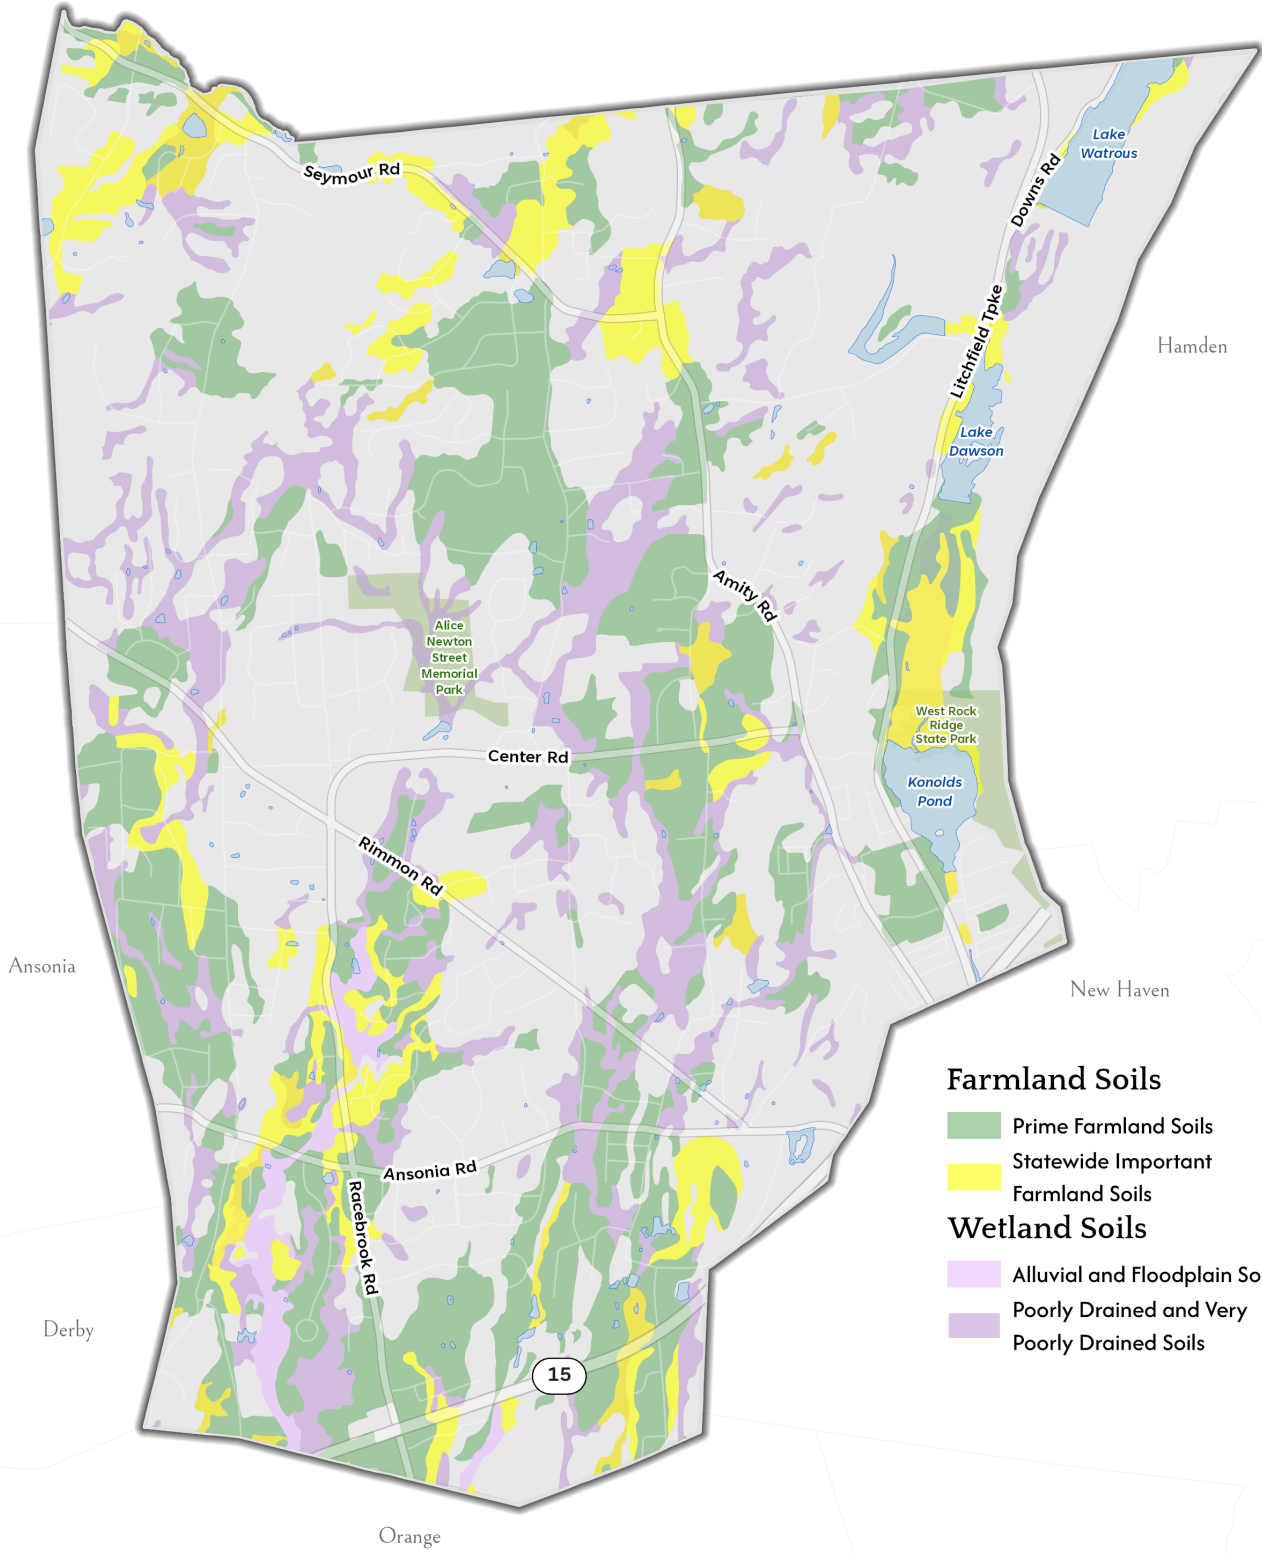 Lake
Watrous
Seymour Rd
Downs Rd
Litchfield Tpke
Hamden
Lake
Dawson
Amity Rd
Alice
Newton
Street
Memorial
Park
West Rock
Ridge
State Park
Center Rd
Konolds
Pond
Rimmon Rd
Ansonia
New Haven
Farmland Soils
Prime Farmland Soils
Statewide Important
Farmland Soils
Wetland Soils
Alluvial and Floodplain So
Poorly Drained and Very
Poorly Drained Soils
Ansonia Rd
Racebrook Rd
Derby
15
Orange